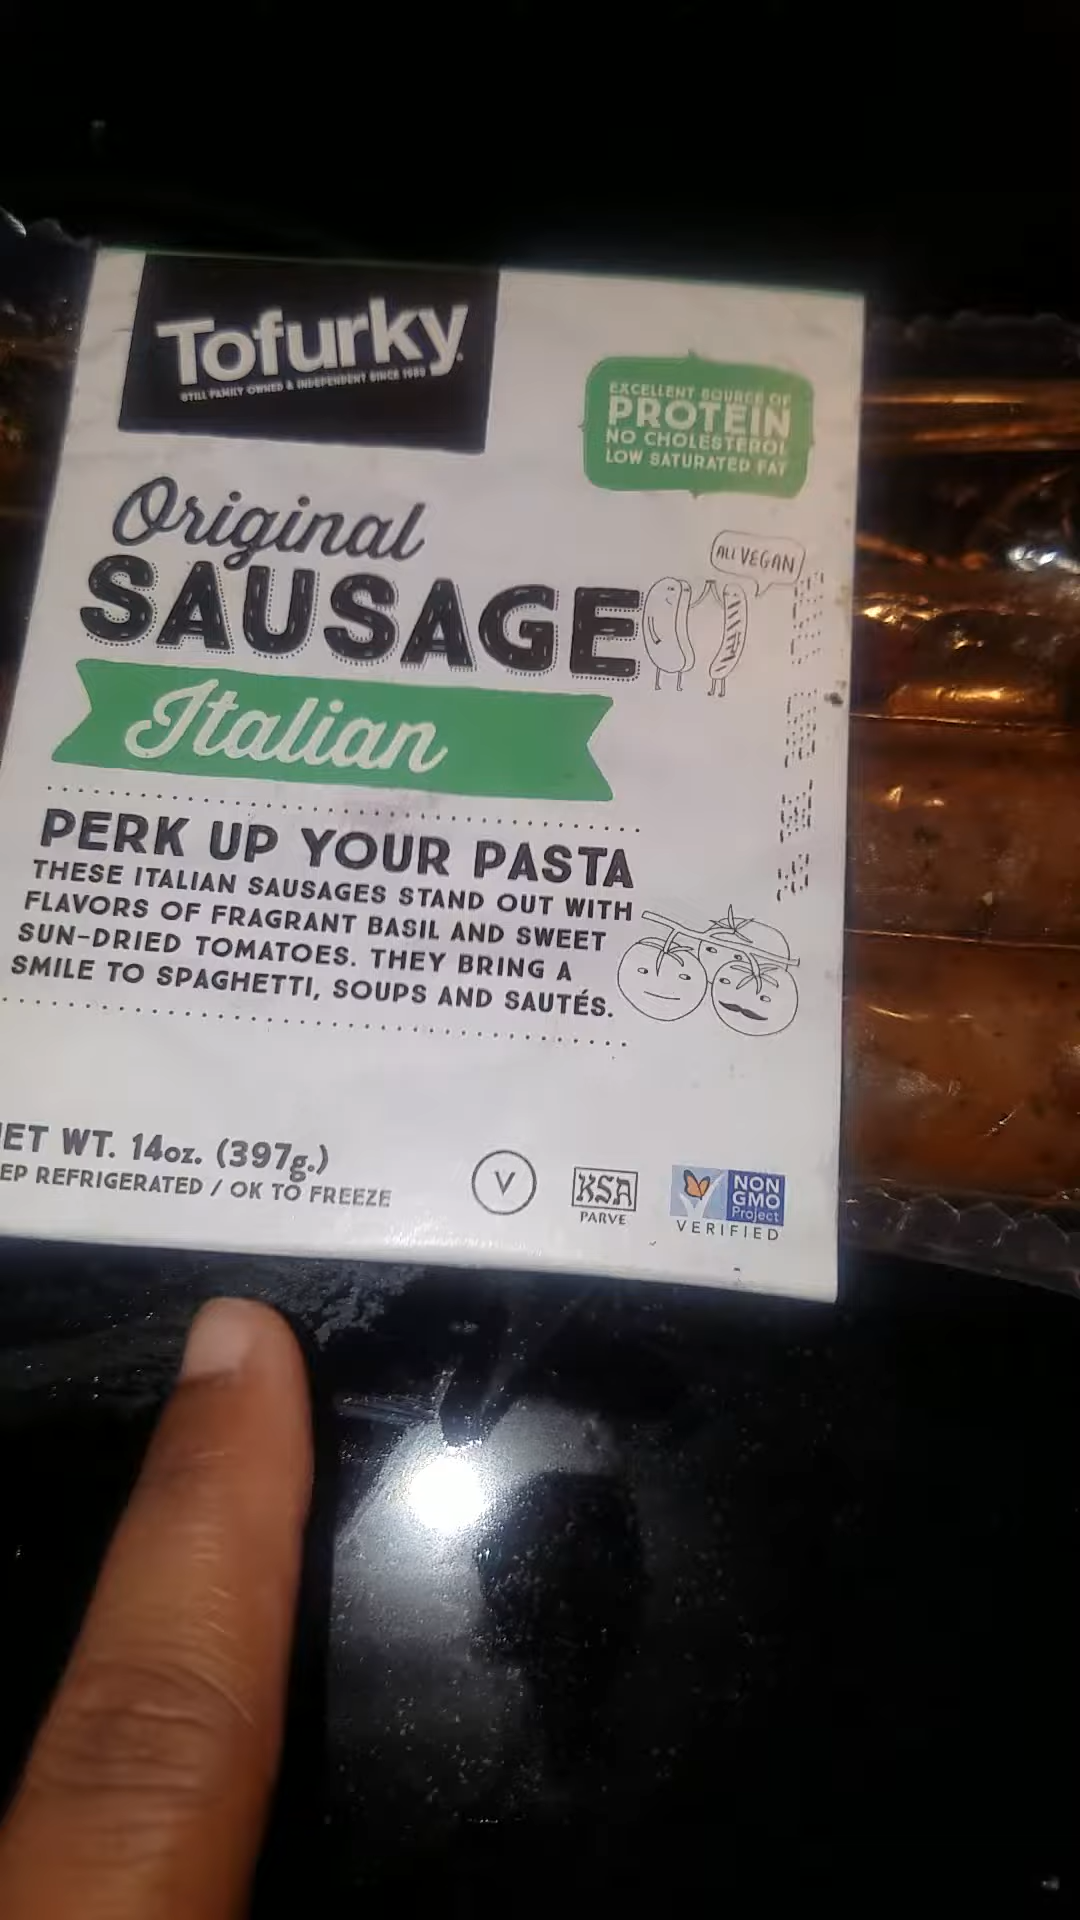 Tofurky
STILL FAMILY OWNED & INDEPENDENT SINCE 1980
EXCELLENT SOURCE OF
PROTEIN
NO CHOLESTEROL
LOW SATURATED FAT
Original
SAUSAGE
ALL VEGAN
Italian
PERK UP YOUR PASTA
THESE ITALIAN SAUSAGES STAND OUT WITH
FLAVORS OF FRAGRANT BASIL AND SWEET
SUN-DRIED TOMATOES. THEY BRING A
SMILE TO SPAGHETTI, SOUPS AND SAUTÉS.
ET WT. 14oz. (397g.)
EP REFRIGERATED / OK TO FREEZE
V
KSA
PARVE
NON
GMO
Project
VERIFIED